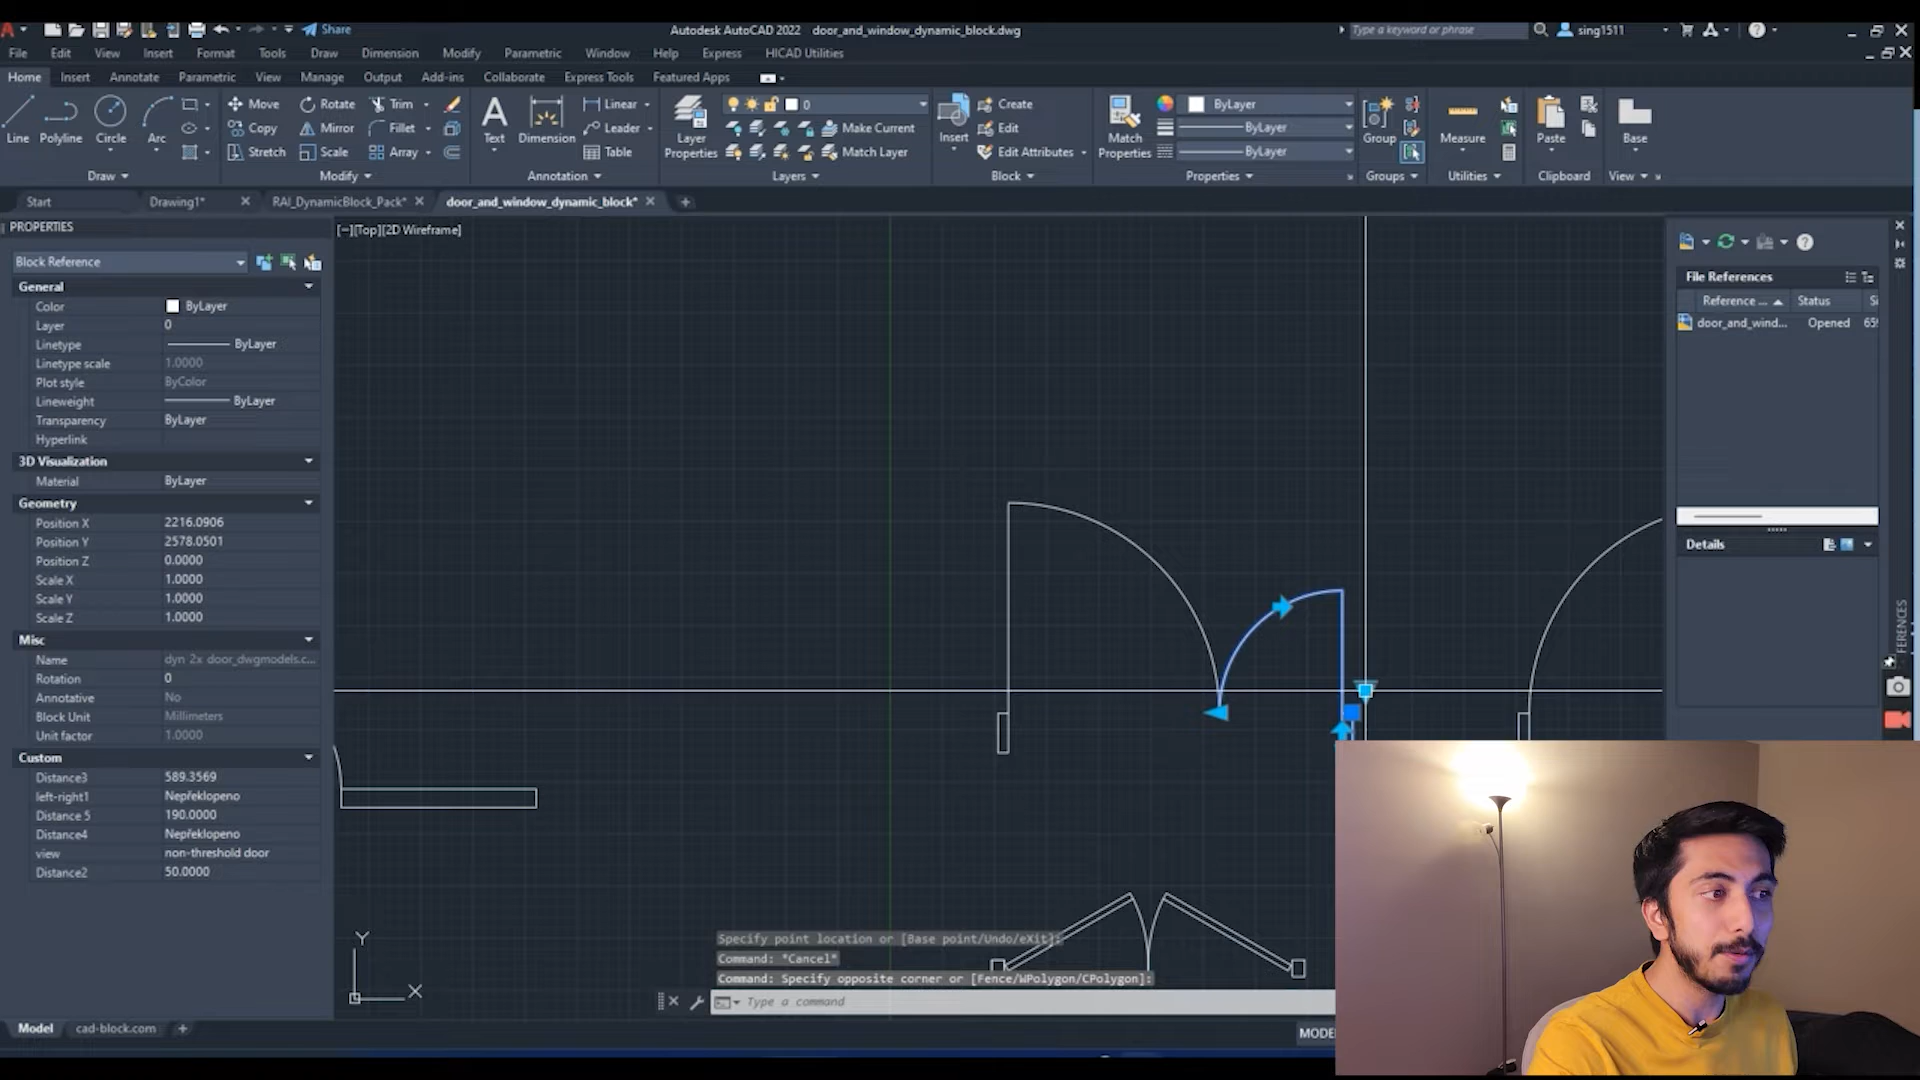 Share
Autodesk AutoCAD 2022 door_and_window_dynamic_block.dwg
Type a keyword or phrase
sing1511
File Edit View Insert Format Tools Draw Dimension Modify Parametric Window Help Express HICAD Utilities
Home Insert Annotate Parametric View Manage Output Add-ins Collaborate Express Tools Featured Apps
Move Rotate Trim Linear 0 Create ByLayer
Copy Mirror Fillet Leader Make Current Edit ByLayer
Line Polyline Circle Arc Text Dimension Layer Properties Insert Match Properties Group Measure Paste Base
Stretch Scale Array Table Match Layer Edit Attributes ByLayer
Draw Modify Annotation Layers Block Properties Groups Utilities Clipboard View
Start Drawing1* RAI_DynamicBlock_Pack* door_and_window_dynamic_block*
PROPERTIES
[−][Top][2D Wireframe]
Block Reference
General
Color ByLayer
Layer 0
Linetype ByLayer
Linetype scale 1.0000
Plot style ByColor
Lineweight ByLayer
Transparency ByLayer
Hyperlink
3D Visualization
Material ByLayer
Geometry
Position X 2216.0906
Position Y 2578.0501
Position Z 0.0000
Scale X 1.0000
Scale Y 1.0000
Scale Z 1.0000
Misc
Name dyn 2x door_dwgmodels.c...
Rotation 0
Annotative No
Block Unit Millimeters
Unit factor 1.0000
Custom
Distance3 589.3569
left-right1 Nepřeklopeno
Distance 5 190.0000
Distance4 Nepřeklopeno
view non-threshold door
Distance2 50.0000
File References
Reference ... Status
door_and_wind... Opened
Details
Y
X
Specify point location or [Base point/Undo/eXit]:
Command: *Cancel*
Command: Specify opposite corner or [Fence/WPolygon/CPolygon]:
Type a command
Model cad-block.com
MODE